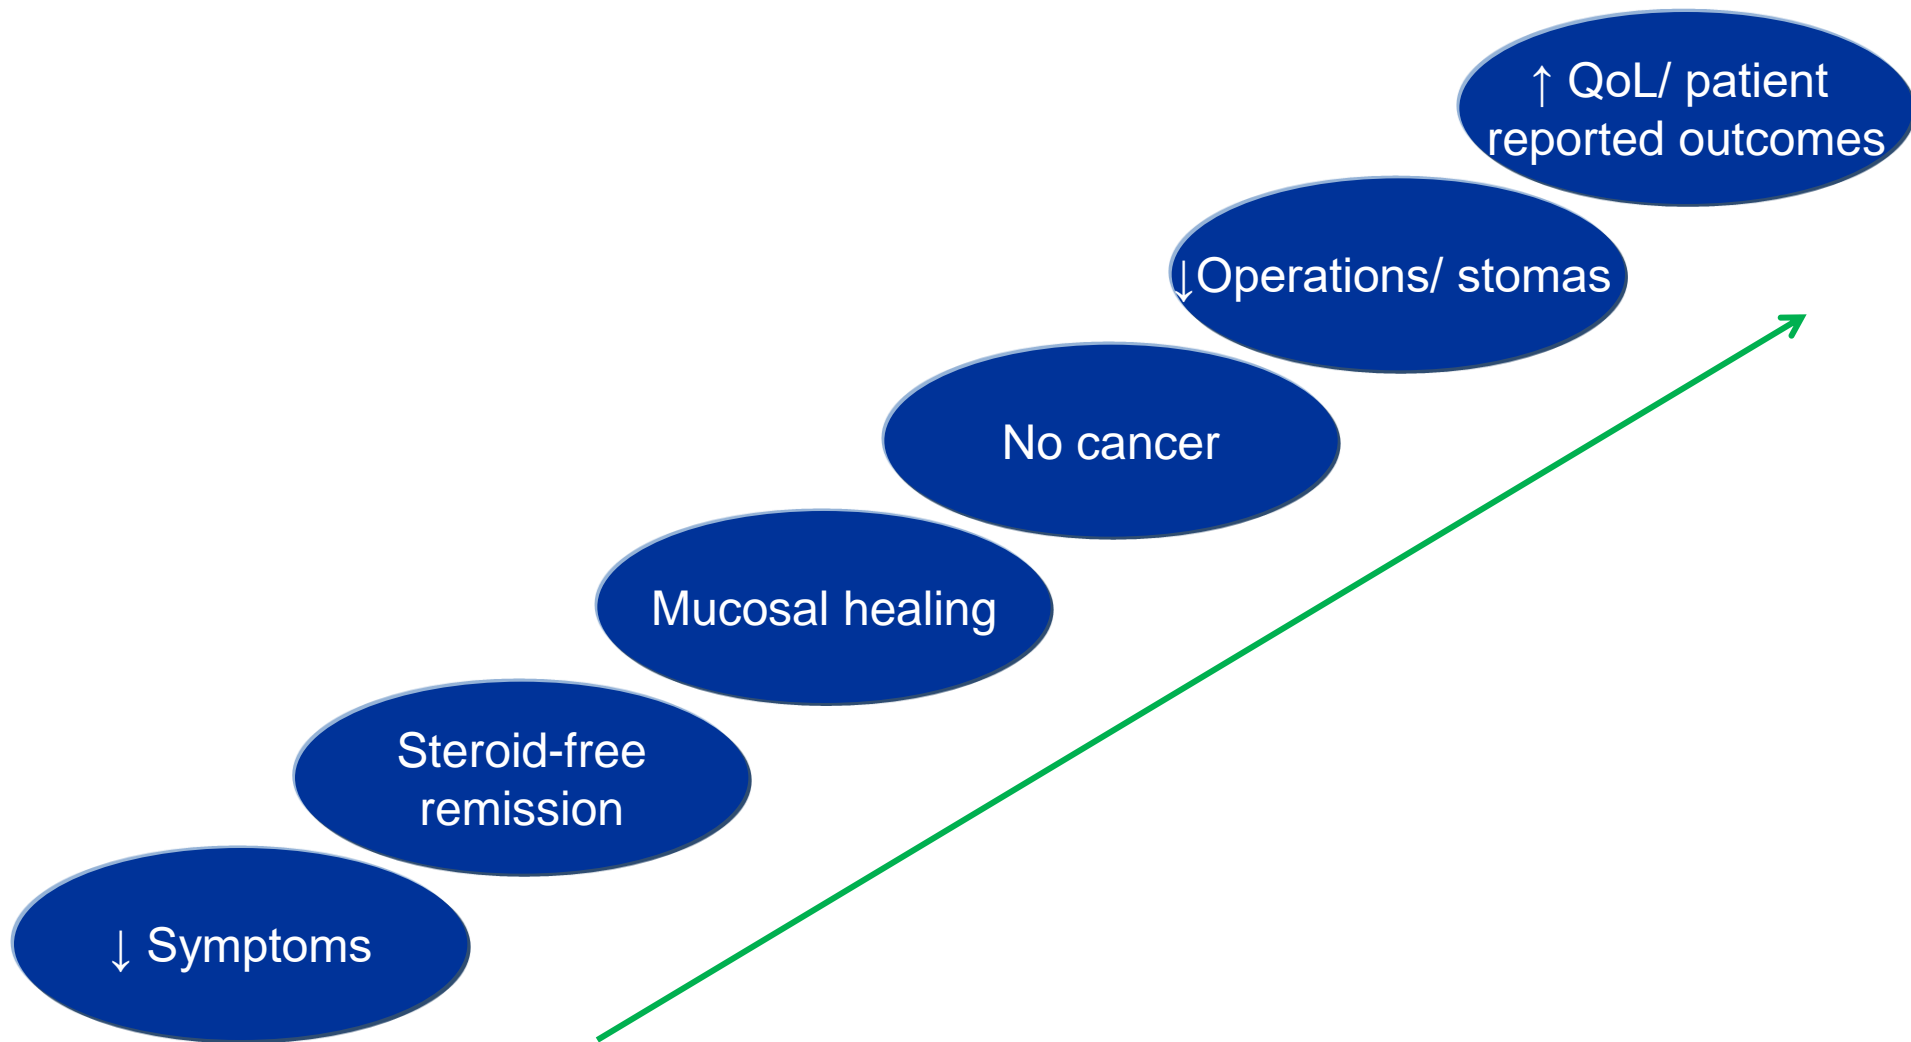 ↑ QoL/ patient
reported outcomes
↓Operations/ stomas
No cancer
Mucosal healing
Steroid-free
remission
↓ Symptoms